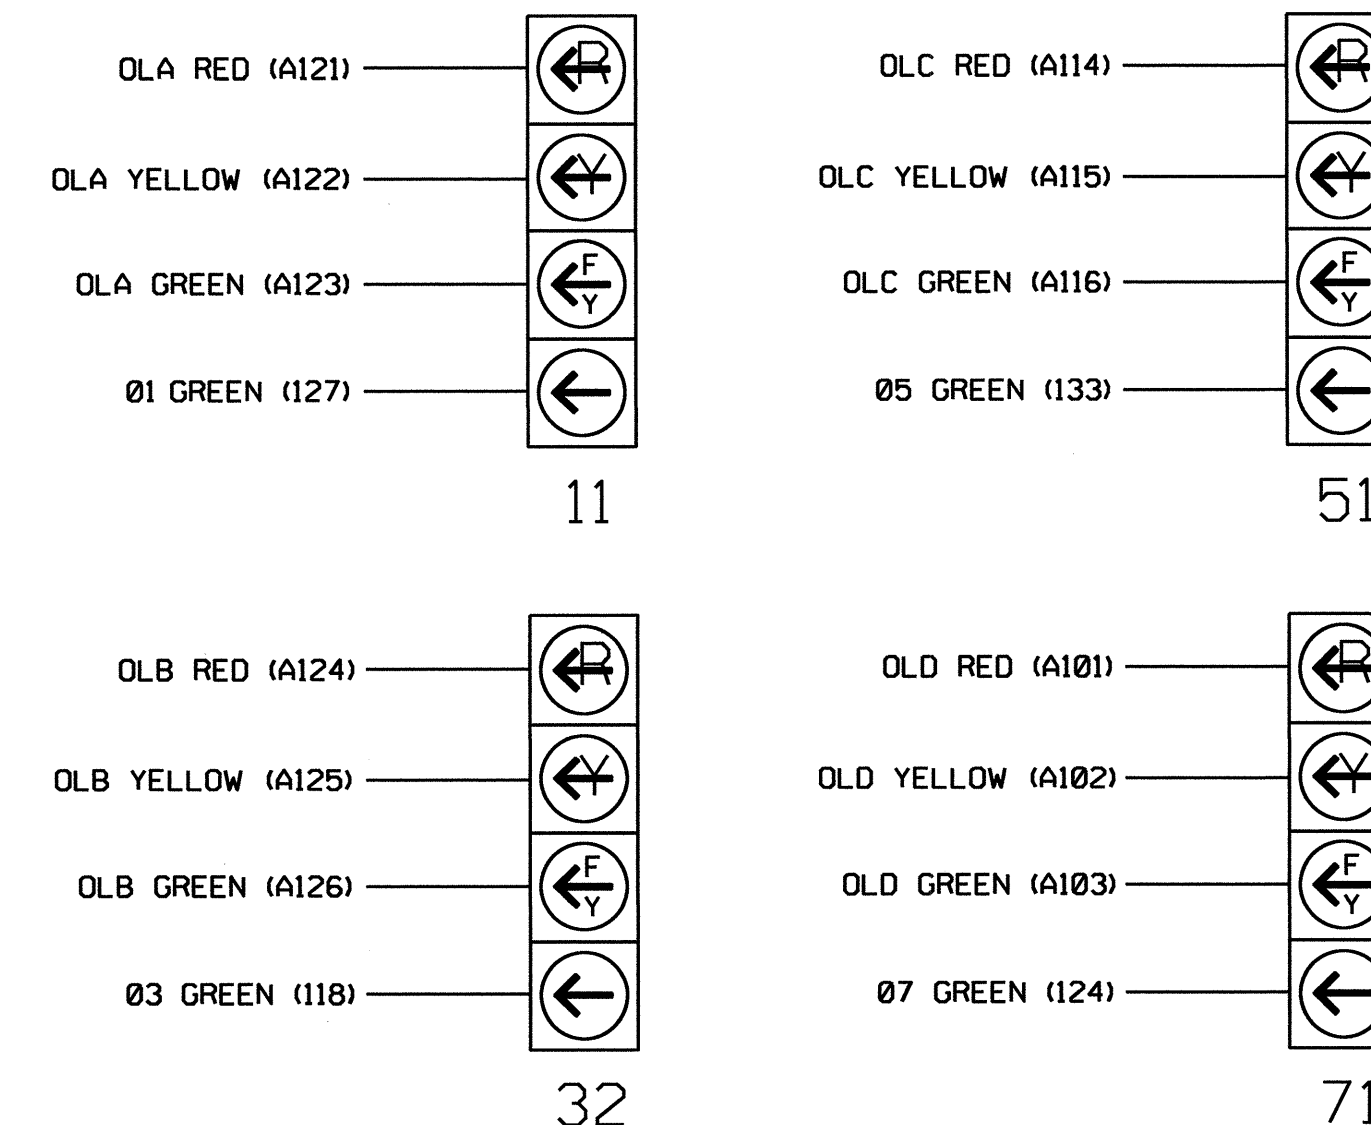 OLA RED (A121)
R
OLA YELLOW (A122)
Y
OLA GREEN (A123)
F
Y
Ø1 GREEN (127)
11
OLC RED (A114)
R
OLC YELLOW (A115)
Y
OLC GREEN (A116)
F
Y
Ø5 GREEN (133)
51
OLB RED (A124)
R
OLB YELLOW (A125)
Y
OLB GREEN (A126)
F
Y
Ø3 GREEN (118)
32
OLD RED (A1Ø1)
R
OLD YELLOW (A1Ø2)
Y
OLD GREEN (A1Ø3)
F
Y
Ø7 GREEN (124)
71